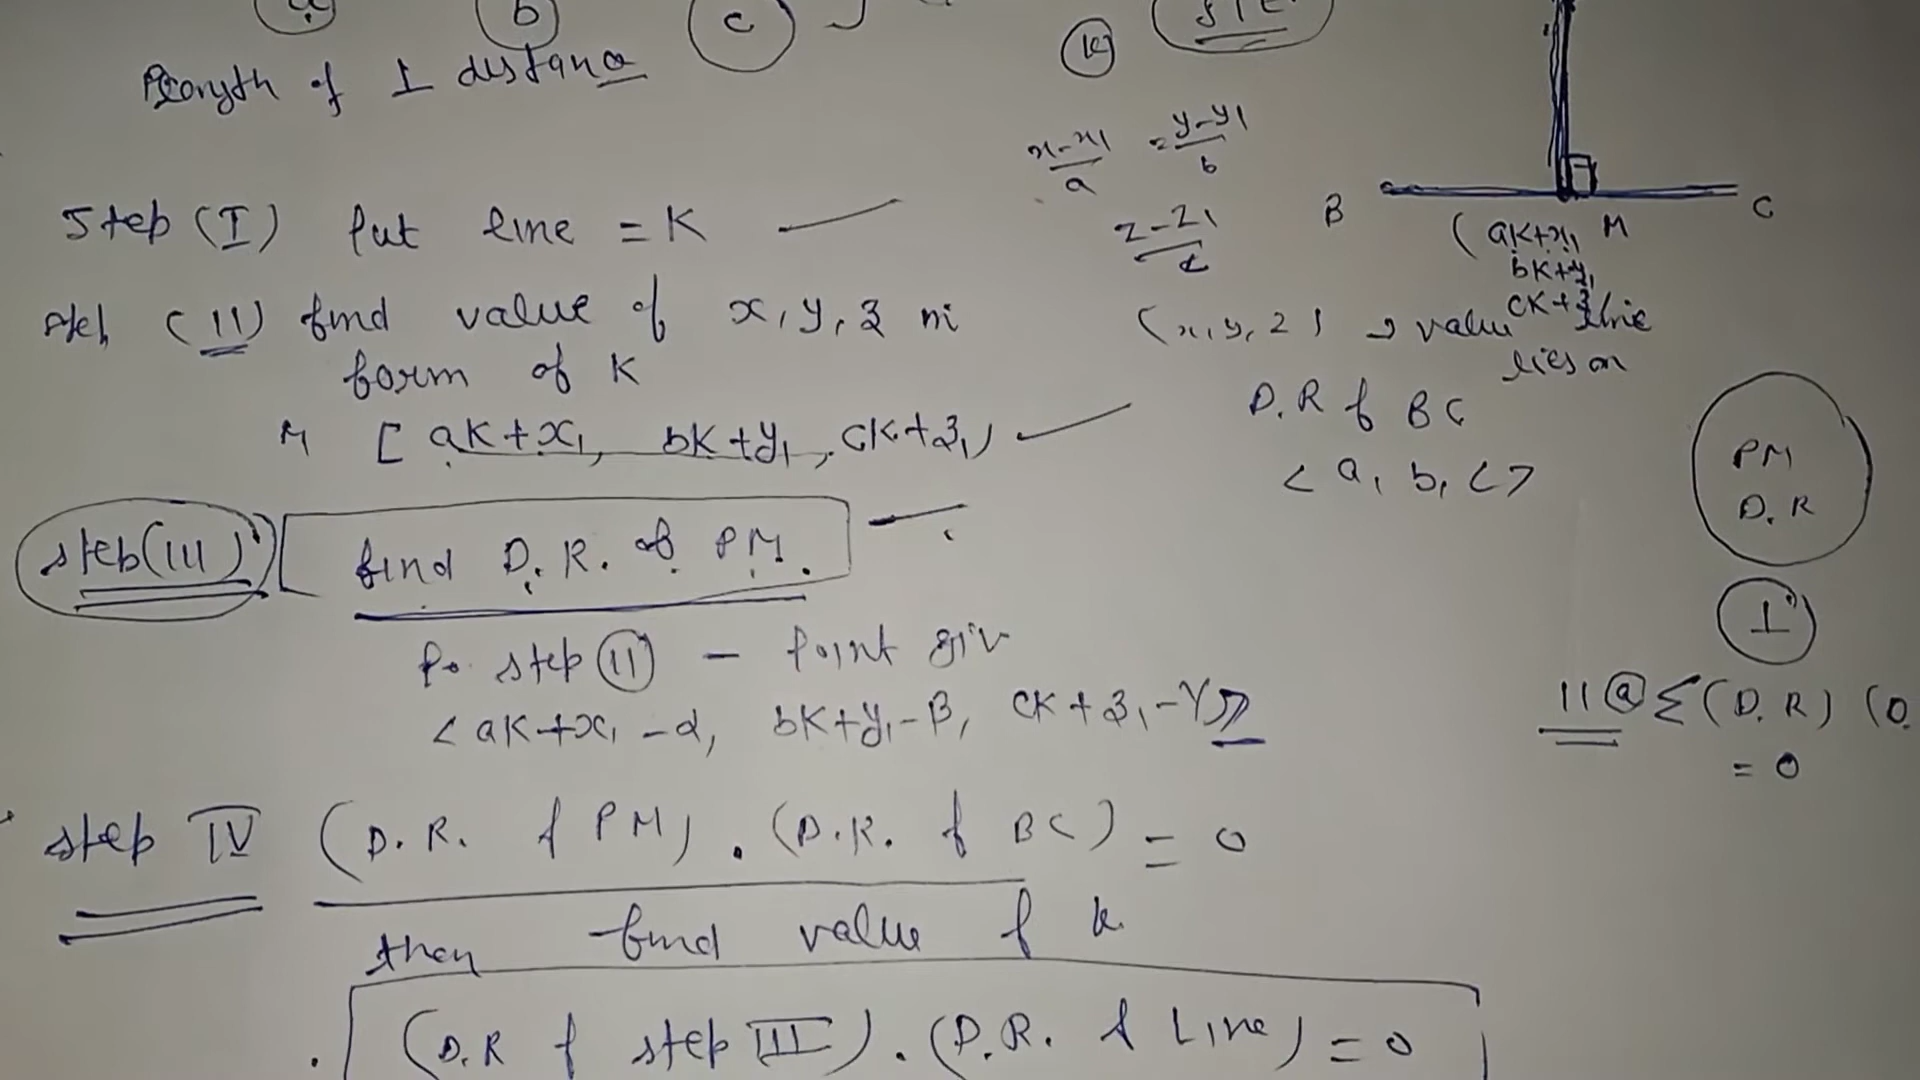 a b c
Length of ⊥ distance
Step (I) Put line = K
Step (II) find value of x, y, z in
form of K
M [ aK+x₁, bK+y₁, cK+z₁)
step(III) find D.R. of PM.
step (II) - Point giv
< aK+x₁-α, bK+y₁-β, cK+z₁-γ>
step IV (D.R. of PM) . (D.R. of BC) = 0
then find value of k
(D.R of step III) . (D.R. of Line) = 0
(k)
x-x₁/a = y-y₁/b
z-z₁/c
(x, y, z) → value line
lies on
D.R of BC
< a, b, c>
B C
(aK+x₁ M
bK+y₁
cK+z₁
PM
D.R
⊥
11@ Σ(D.R) (D.
= 0